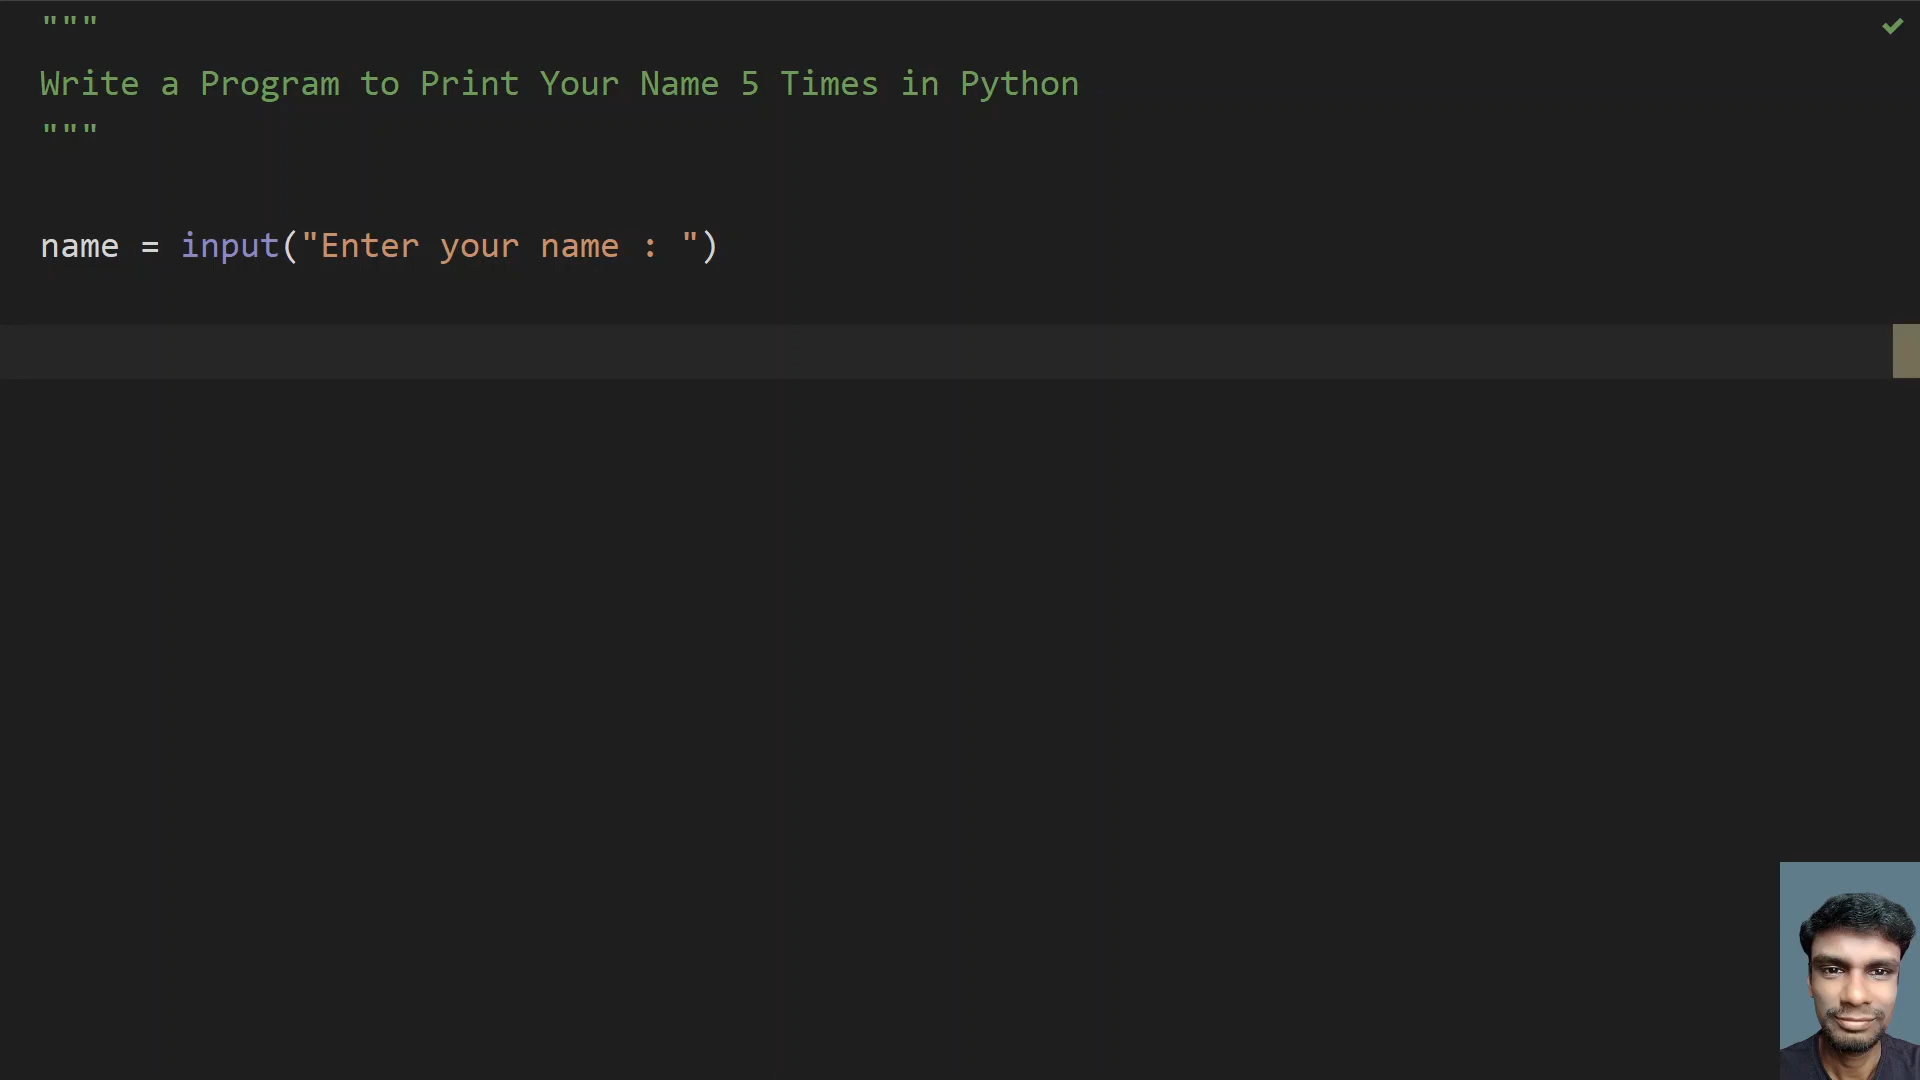 """
Write a Program to Print Your Name 5 Times in Python
"""
name = input("Enter your name : ")